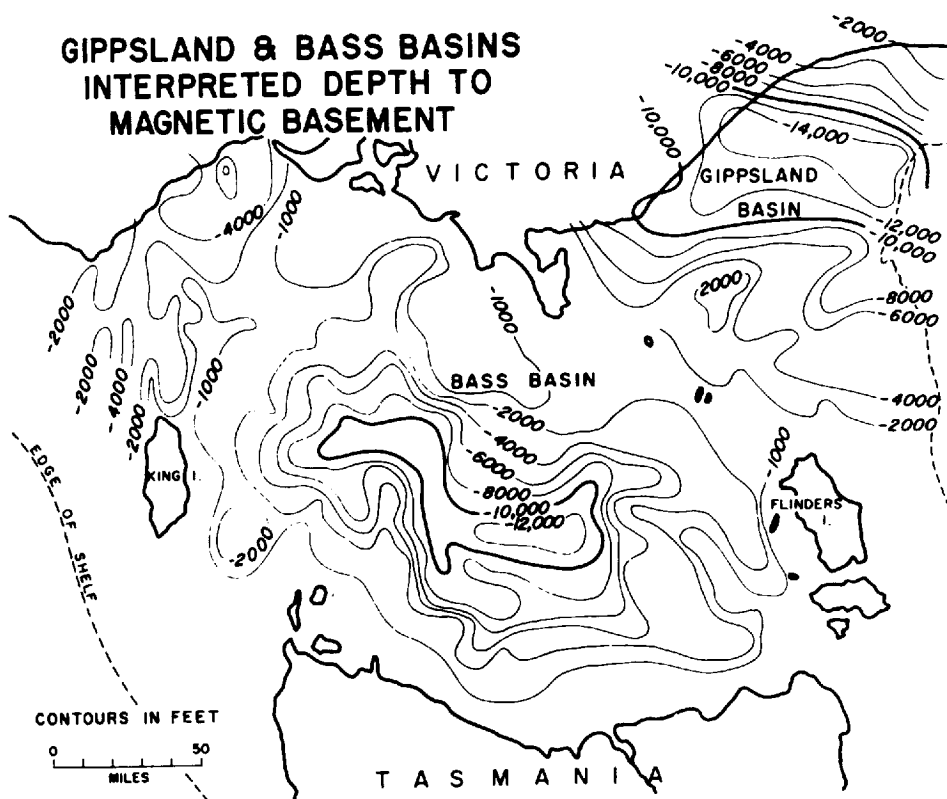 GIPPSLAND & BASS BASINS
INTERPRETED DEPTH TO
MAGNETIC BASEMENT
-2000
-4000
-6000
-8000
-10,000
-10,000
-14,000
VICTORIA
GIPPSLAND
BASIN
-12,000
-10,000
-8000
-6000
-4000
-1000
2000
-1000
-2000
-2000
-4000
-2000
-1000
BASS BASIN
-4000
-2000
-2000
-4000
-6000
-8000
-10,000
-12,000
-1000
KING I.
FLINDERS
I.
-2000
EDGE OF SHELF
CONTOURS IN FEET
0 50
MILES
TASMANIA